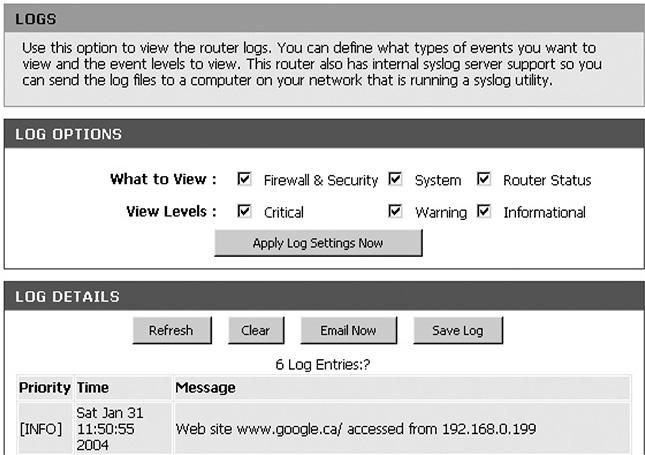 LOGS
Use this option to view the router logs. You can define what types of events you want to
view and the event levels to view. This router also has internal syslog server support so you
can send the log files to a computer on your network that is running a syslog utility.
LOG OPTIONS
What to View : Firewall & Security System Router Status
View Levels : Critical Warning Informational
Apply Log Settings Now
LOG DETAILS
Refresh Clear Email Now Save Log
6 Log Entries:?
Priority Time Message
[INFO] Sat Jan 31 11:50:55 2004 Web site www.google.ca/ accessed from 192.168.0.199